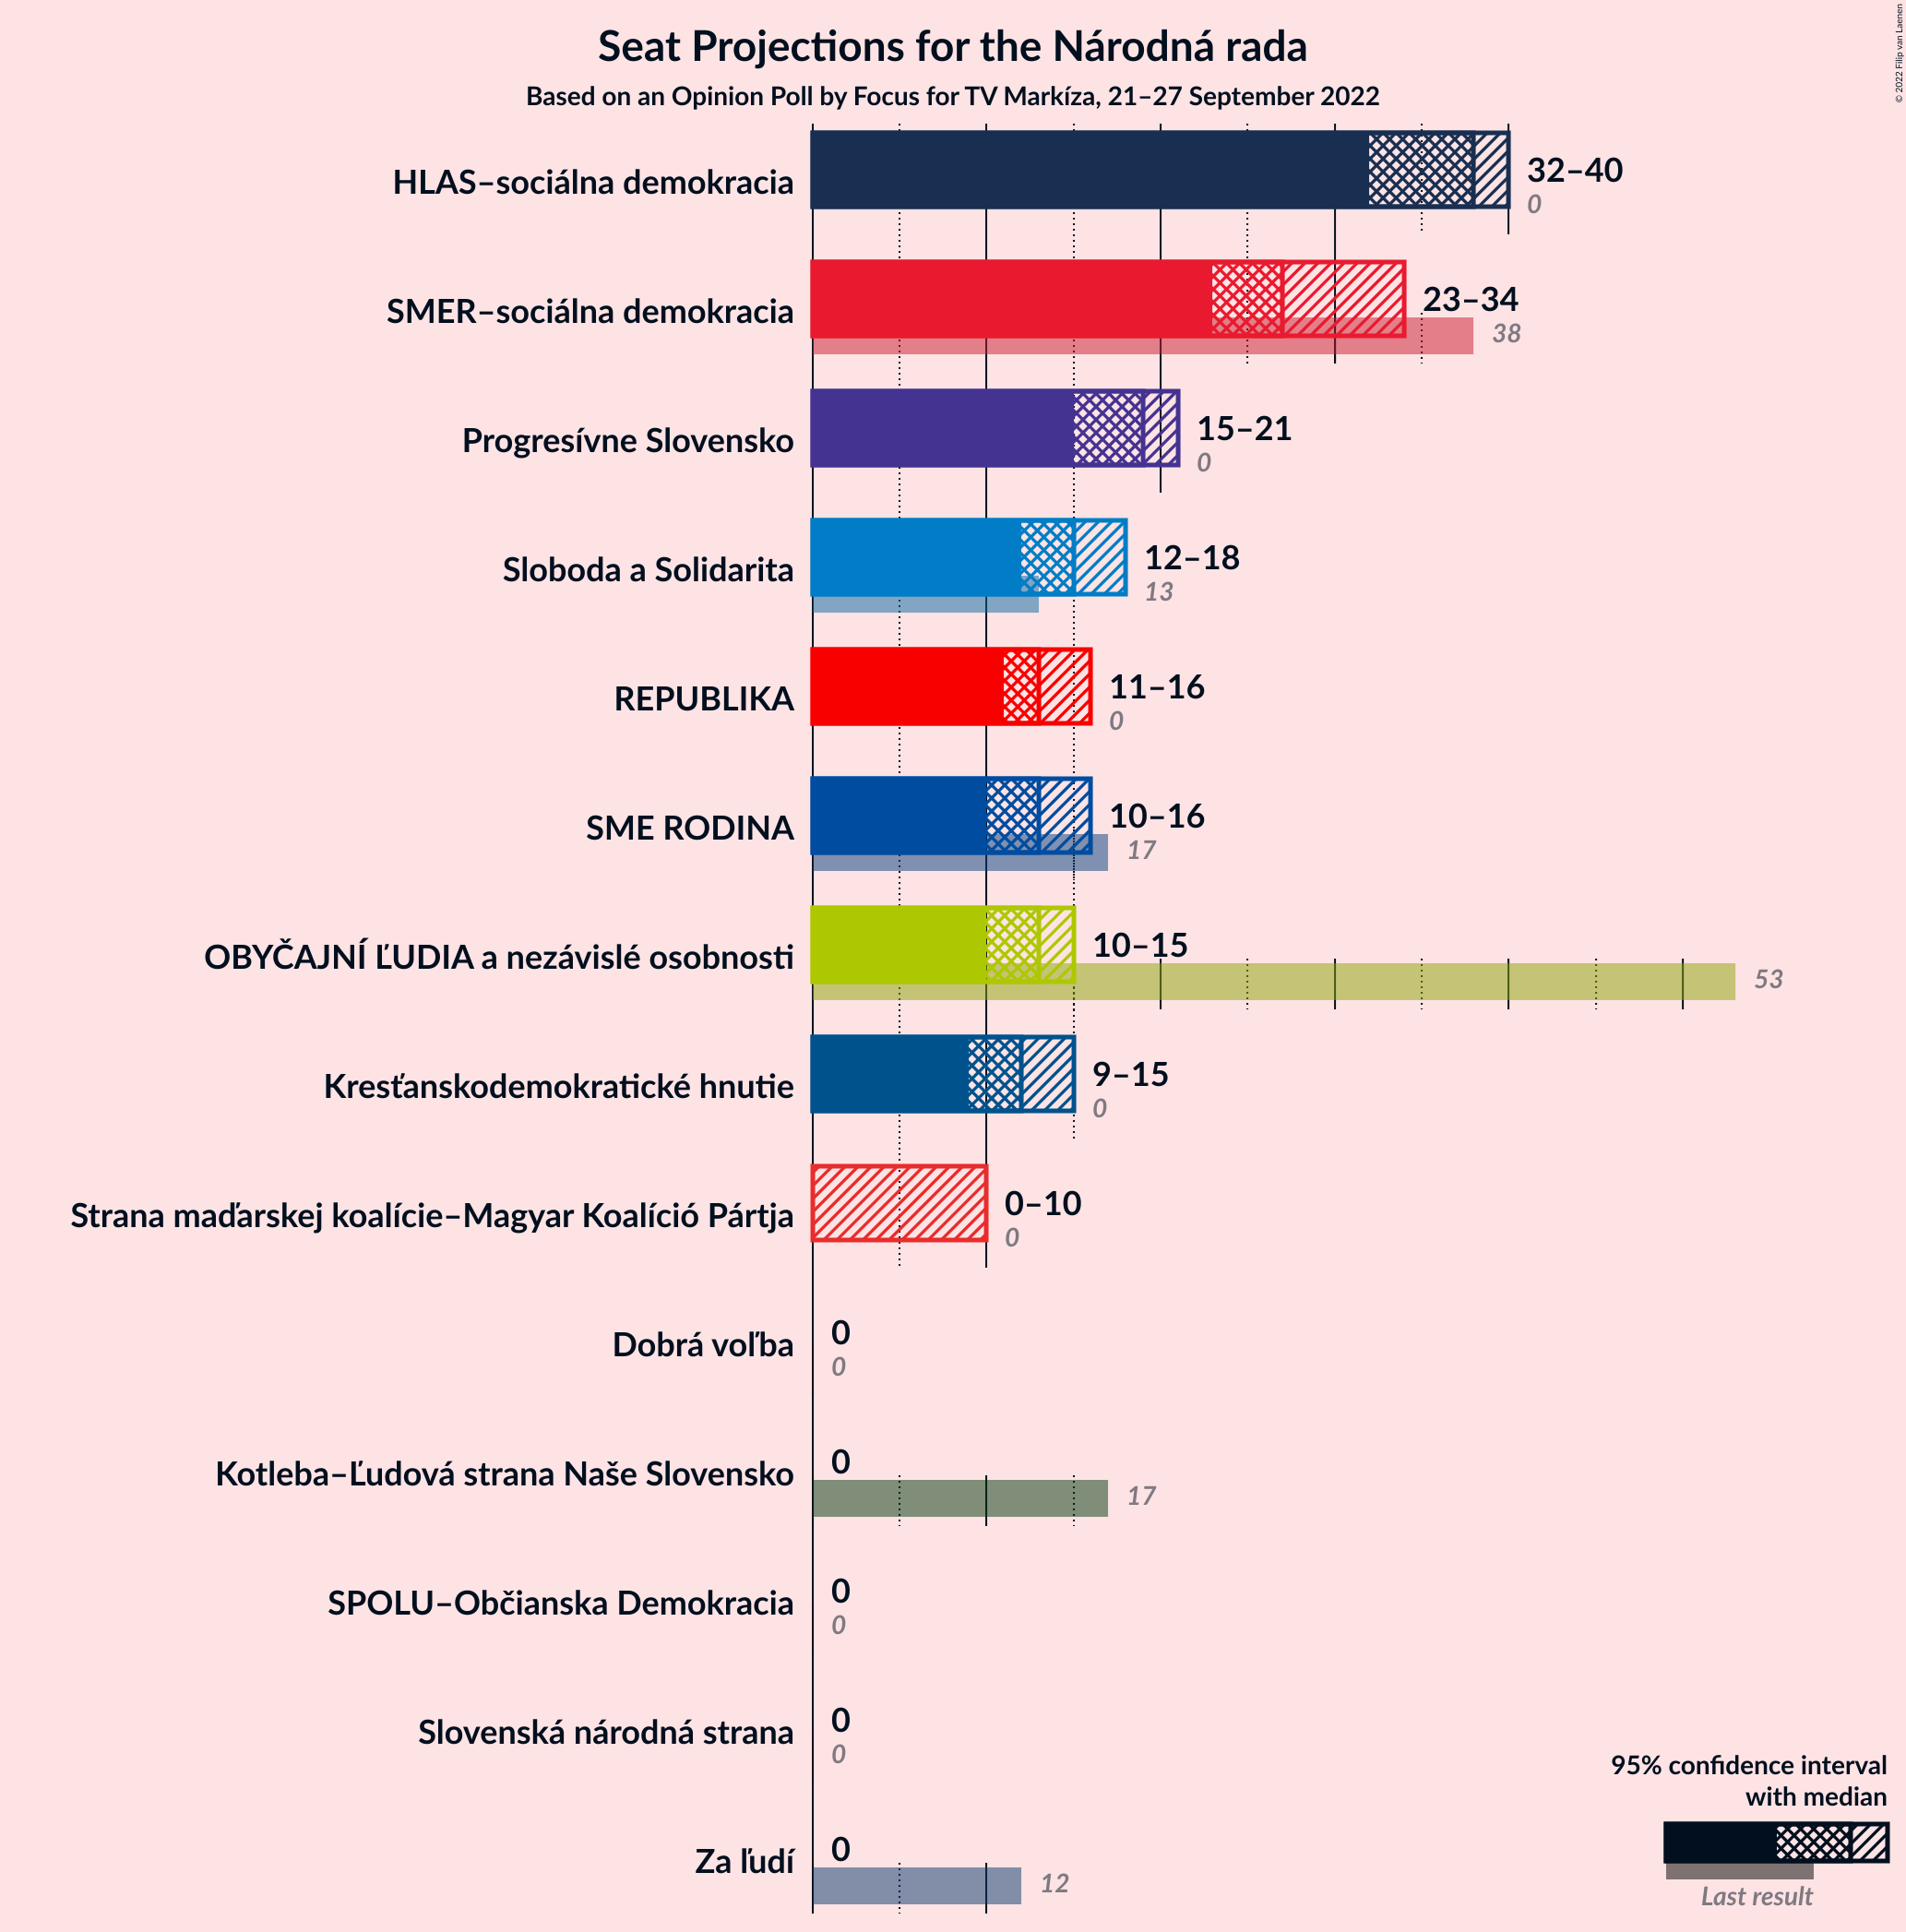 Seat Projections for the Národná rada
Based on an Opinion Poll by Focus for TV Markíza, 21–27 September 2022
© 2022 Filip van Laenen
HLAS–sociálna demokracia
32–40
0
SMER–sociálna demokracia
23–34
38
Progresívne Slovensko
15–21
0
Sloboda a Solidarita
12–18
13
REPUBLIKA
11–16
0
SME RODINA
10–16
17
OBYČAJNÍ ĽUDIA a nezávislé osobnosti
10–15
53
Kresťanskodemokratické hnutie
9–15
0
Strana maďarskej koalície–Magyar Koalíció Pártja
0–10
0
Dobrá voľba
0
0
Kotleba–Ľudová strana Naše Slovensko
0
17
SPOLU–Občianska Demokracia
0
0
Slovenská národná strana
0
0
Za ľudí
0
12
95% confidence interval
with median
Last result